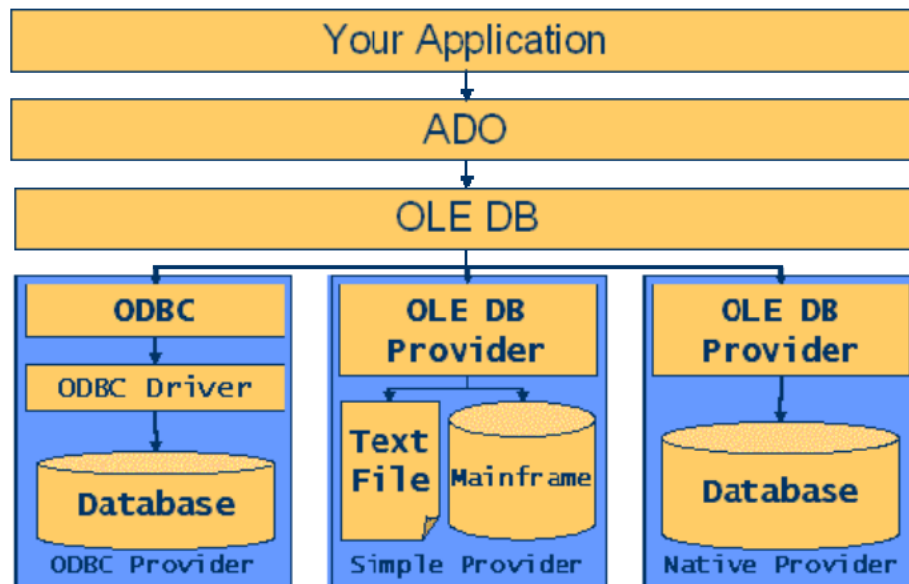 Your Application
ADO
OLE DB
ODBC
ODBC Driver
Database
ODBC Provider
OLE DB
Provider
Text
File
Mainframe
Simple Provider
OLE DB
Provider
Database
Native Provider